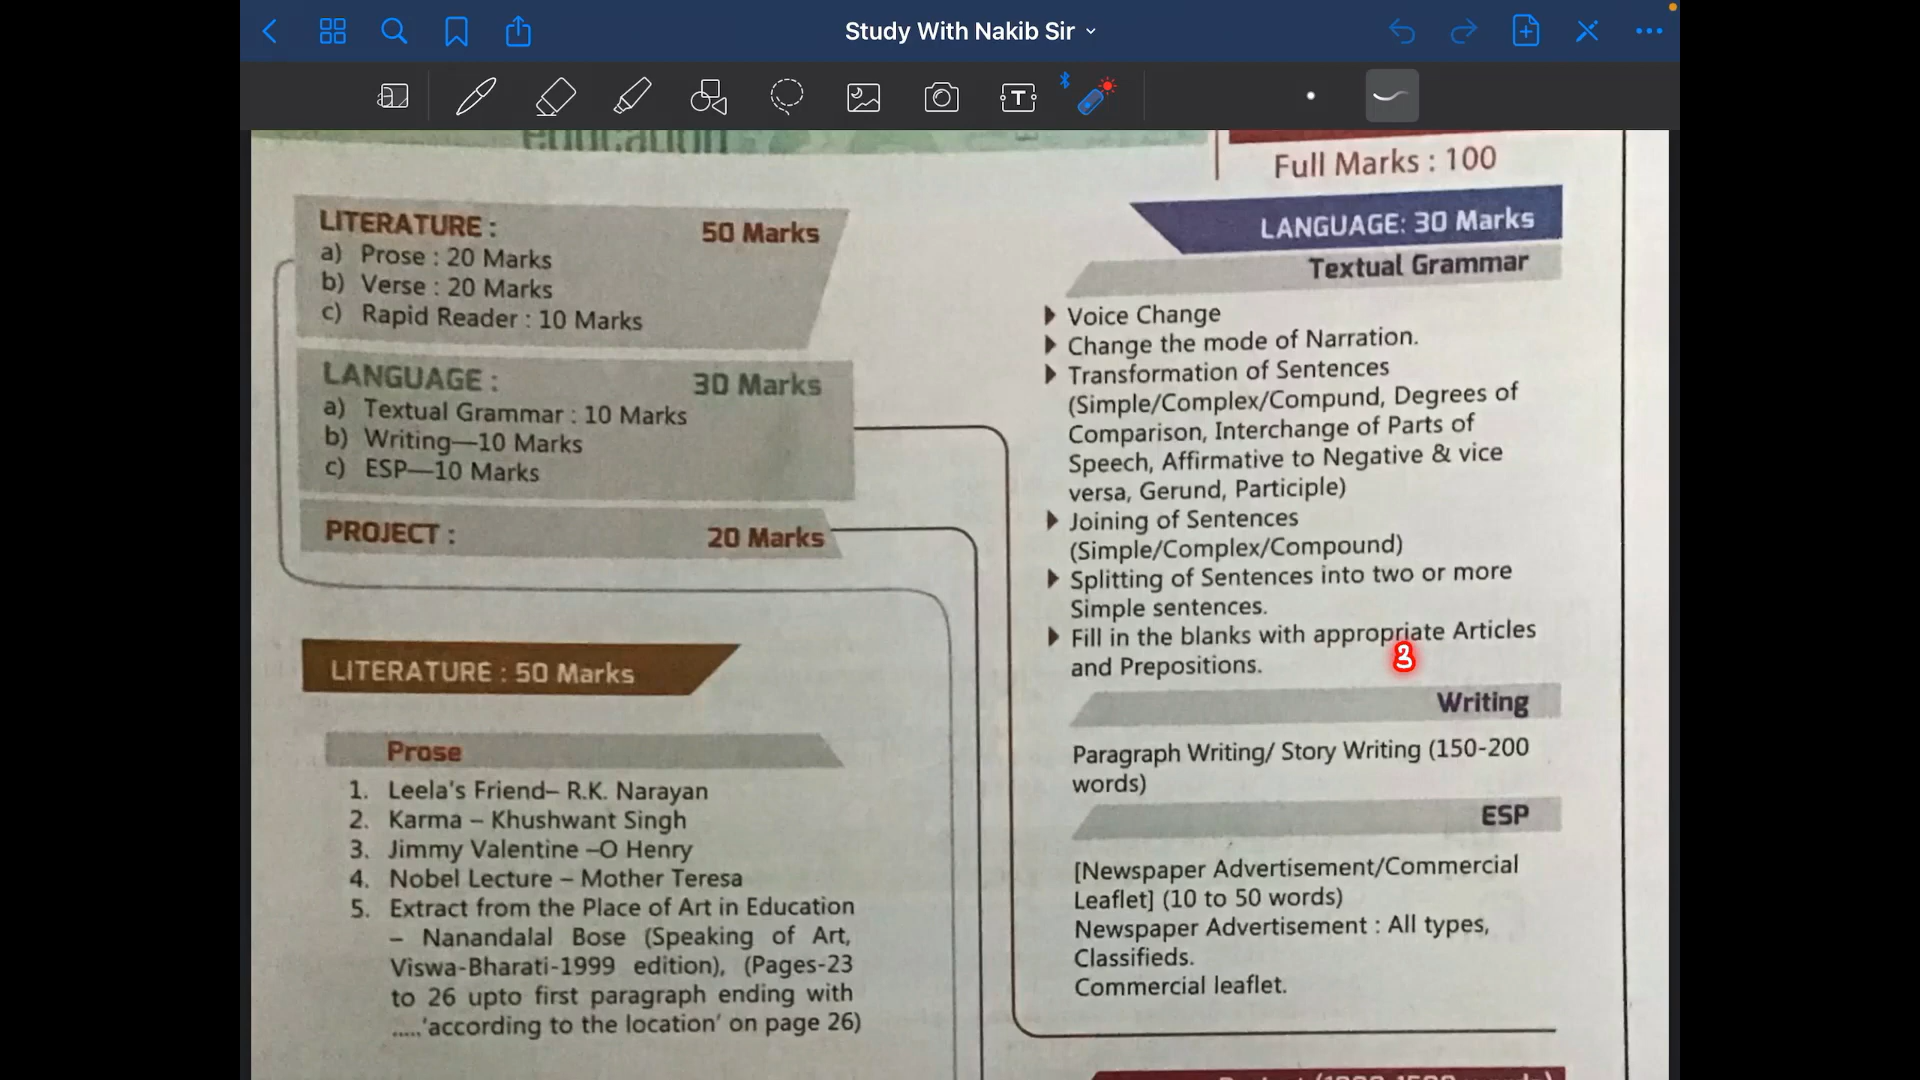 Study With Nakib Sir
T
education
Full Marks : 100
LITERATURE : 50 Marks
a) Prose : 20 Marks
b) Verse : 20 Marks
c) Rapid Reader : 10 Marks
LANGUAGE : 30 Marks
a) Textual Grammar : 10 Marks
b) Writing—10 Marks
c) ESP—10 Marks
PROJECT : 20 Marks
LITERATURE : 50 Marks
Prose
1. Leela's Friend– R.K. Narayan
2. Karma – Khushwant Singh
3. Jimmy Valentine –O Henry
4. Nobel Lecture – Mother Teresa
5. Extract from the Place of Art in Education
– Nanandalal Bose (Speaking of Art,
Viswa-Bharati-1999 edition), (Pages-23
to 26 upto first paragraph ending with
.....'according to the location' on page 26)
LANGUAGE: 30 Marks
Textual Grammar
Voice Change
Change the mode of Narration.
Transformation of Sentences
(Simple/Complex/Compund, Degrees of
Comparison, Interchange of Parts of
Speech, Affirmative to Negative & vice
versa, Gerund, Participle)
Joining of Sentences
(Simple/Complex/Compound)
Splitting of Sentences into two or more
Simple sentences.
Fill in the blanks with appropriate Articles
and Prepositions.
Writing
Paragraph Writing/ Story Writing (150-200
words)
ESP
[Newspaper Advertisement/Commercial
Leaflet] (10 to 50 words)
Newspaper Advertisement : All types,
Classifieds.
Commercial leaflet.